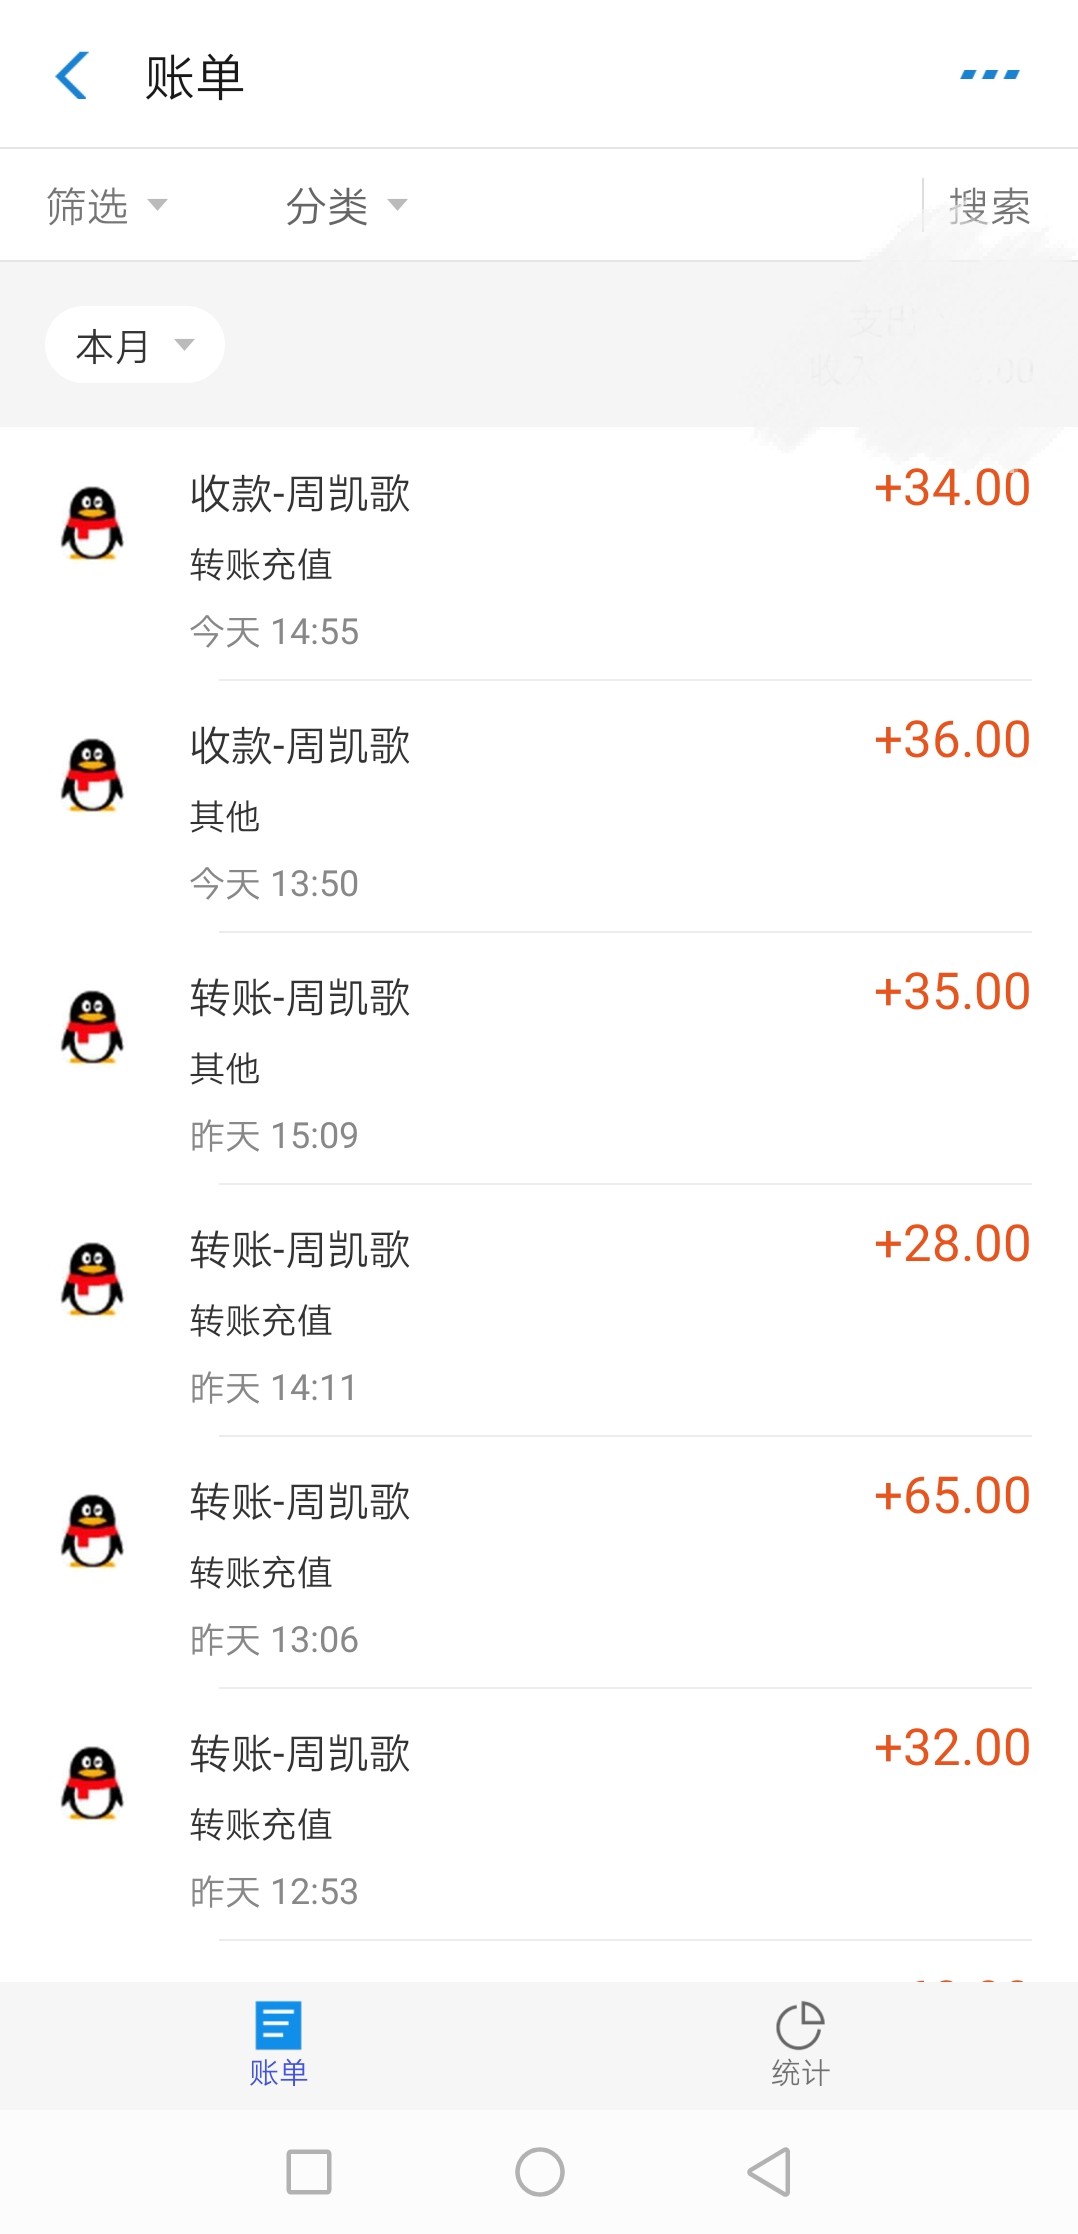 账单
筛选 分类 搜索
本月
支出
收入 .00
收款-周凯歌 +34.00
转账充值
今天 14:55
收款-周凯歌 +36.00
其他
今天 13:50
转账-周凯歌 +35.00
其他
昨天 15:09
转账-周凯歌 +28.00
转账充值
昨天 14:11
转账-周凯歌 +65.00
转账充值
昨天 13:06
转账-周凯歌 +32.00
转账充值
昨天 12:53
账单 统计